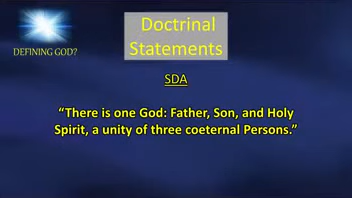 DEFINING GOD?
Doctrinal
Statements
SDA
“There is one God: Father, Son, and Holy
Spirit, a unity of three coeternal Persons.”